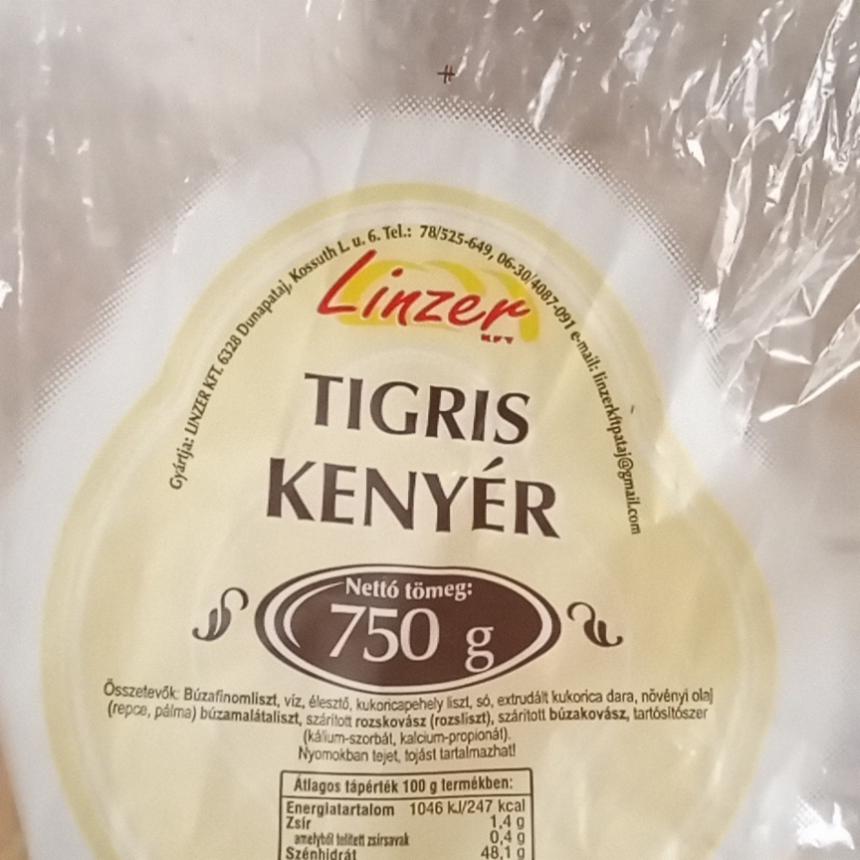 Gyártja: LINZER KFT. 6328 Dunapataj, Kossuth L. u. 6. Tel.: 78/525-649, 06-30/4087-091 e-mail: linzerkftpataj@gmail.com
Linzer
KFT
TIGRIS
KENYÉR
Nettó tömeg:
750 g
Összetevők: Búzafinomliszt, víz, élesztő, kukoricapehely liszt, só, extrudált kukorica dara, növényi olaj
(repce, pálma) búzamalátaliszt, szárított rozskovász (rozsliszt), szárított búzakovász, tartósítószer
(kálium-szorbát, kalcium-propionát).
Nyomokban tejet, tojást tartalmazhat!
Átlagos tápérték 100 g termékben:
Energiatartalom 1046 kJ/247 kcal
Zsír 1,4 g
amelyből telített zsírsavak 0,4 g
Szénhidrát 48,1 g